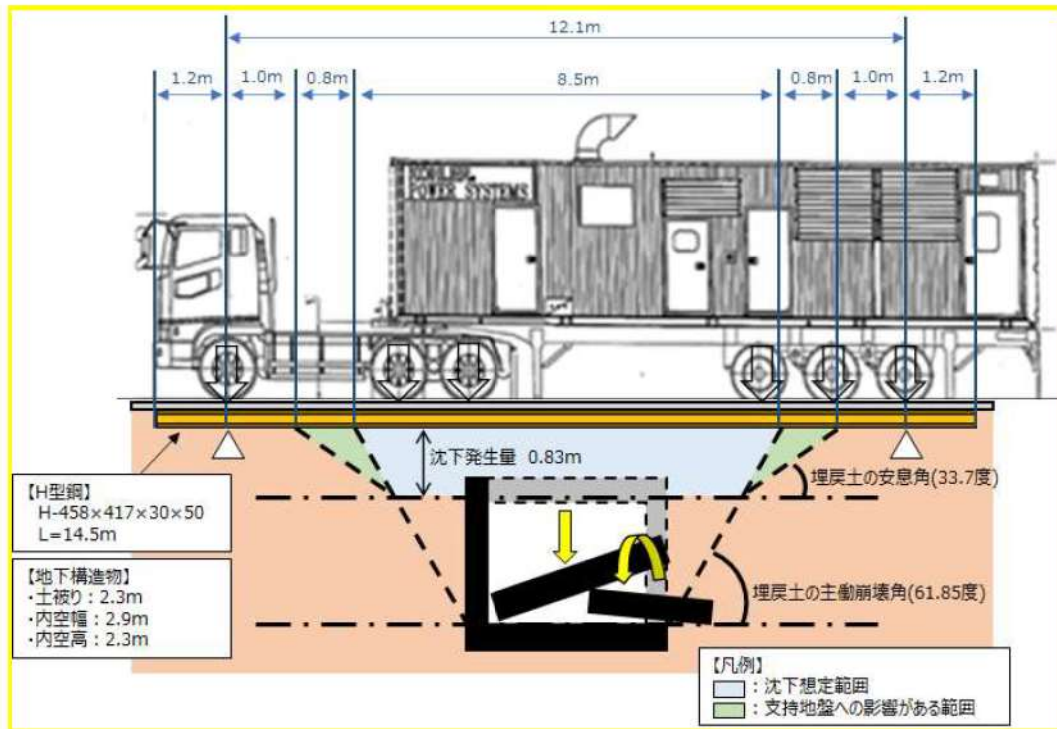 12.1m
1.2m
1.0m
0.8m
8.5m
0.8m
1.0m
1.2m
POWER SYSTEMS
沈下発生量 0.83m
埋戻土の安息角(33.7度)
【H型鋼】
H-458×417×30×50
L=14.5m
【地下構造物】
・土被り：2.3m
・内空幅：2.9m
・内空高：2.3m
埋戻土の主働崩壊角(61.85度)
【凡例】
：沈下想定範囲
：支持地盤への影響がある範囲